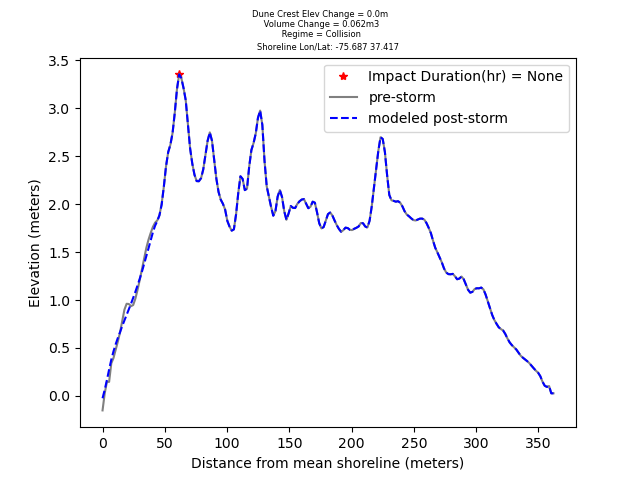 Dune Crest Elev Change = 0.0m
Volume Change = 0.062m3
Regime = Collision
Shoreline Lon/Lat: -75.687 37.417
Impact Duration(hr) = None
pre-storm
modeled post-storm
Elevation (meters)
3.5
3.0
2.5
2.0
1.5
1.0
0.5
0.0
0 50 100 150 200 250 300 350
Distance from mean shoreline (meters)